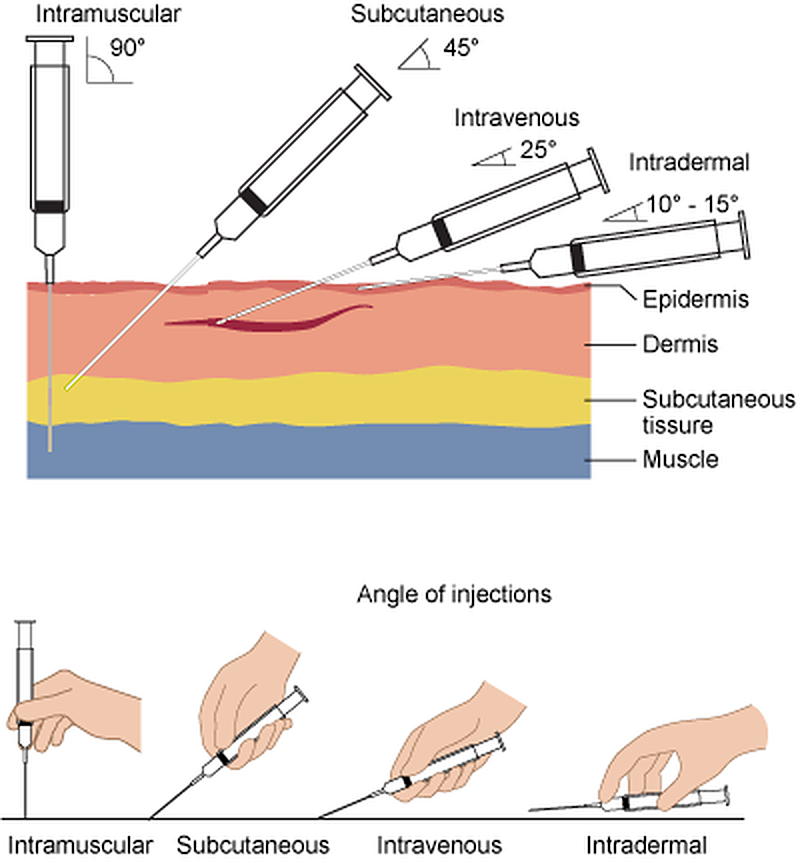 Intramuscular
90°
Subcutaneous
45°
Intravenous
25°
Intradermal
10° - 15°
Epidermis
Dermis
Subcutaneous
tissure
Muscle
Angle of injections
Intramuscular
Subcutaneous
Intravenous
Intradermal